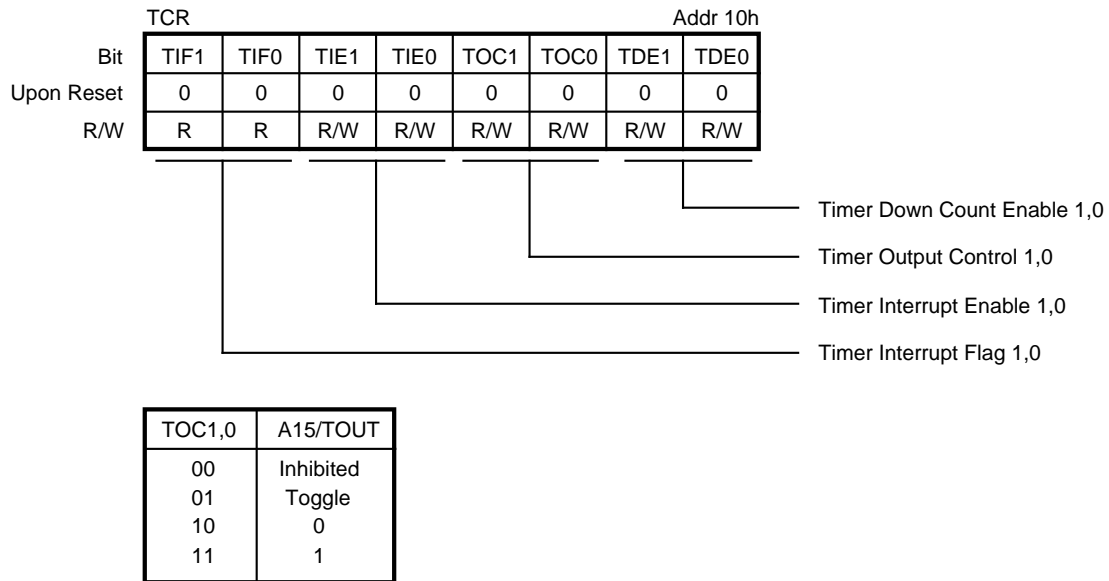 TCR Addr 10h
Bit TIF1 TIF0 TIE1 TIE0 TOC1 TOC0 TDE1 TDE0
Upon Reset 0 0 0 0 0 0 0 0
R/W R R R/W R/W R/W R/W R/W R/W
Timer Down Count Enable 1,0
Timer Output Control 1,0
Timer Interrupt Enable 1,0
Timer Interrupt Flag 1,0
TOC1,0 A15/TOUT
00 Inhibited
01 Toggle
10 0
11 1